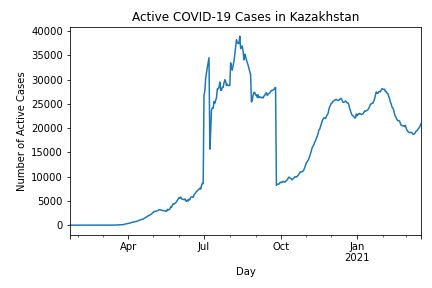 Active COVID-19 Cases in Kazakhstan
Number of Active Cases
40000
35000
30000
25000
20000
15000
10000
5000
0
Apr
Jul
Oct
Jan
2021
Day